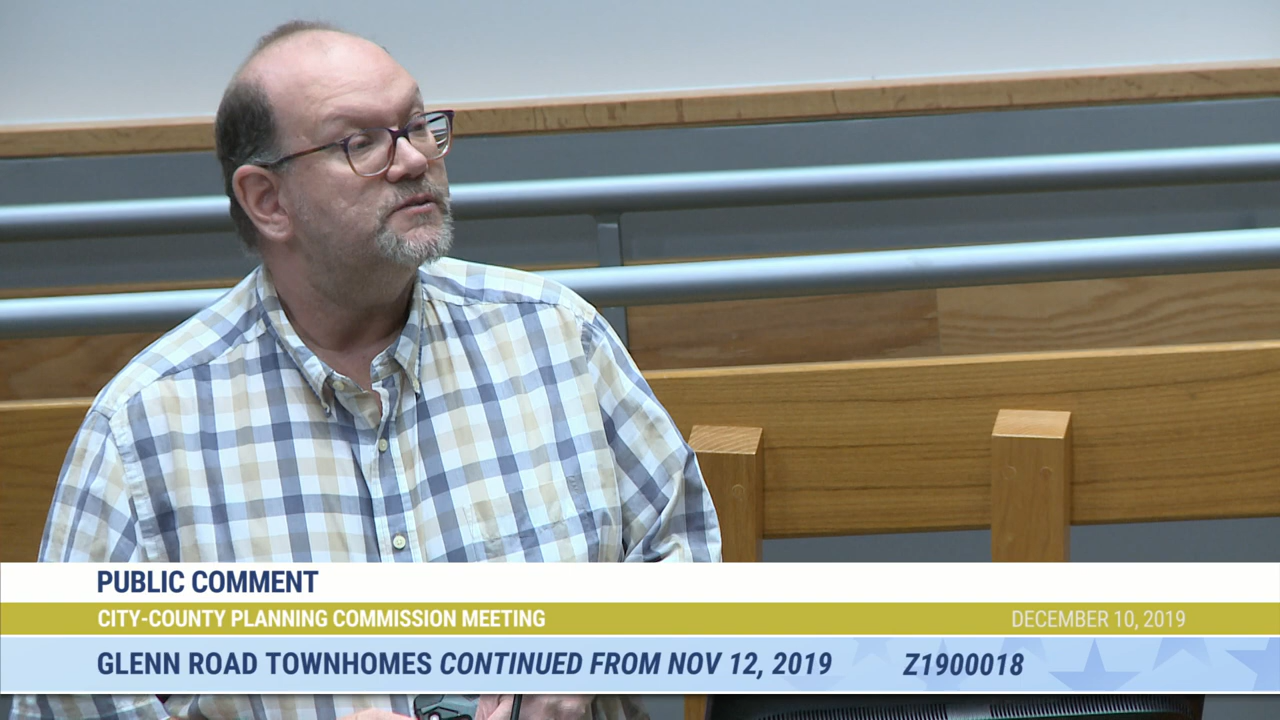 PUBLIC COMMENT
CITY-COUNTY PLANNING COMMISSION MEETING DECEMBER 10, 2019
GLENN ROAD TOWNHOMES CONTINUED FROM NOV 12, 2019 Z1900018